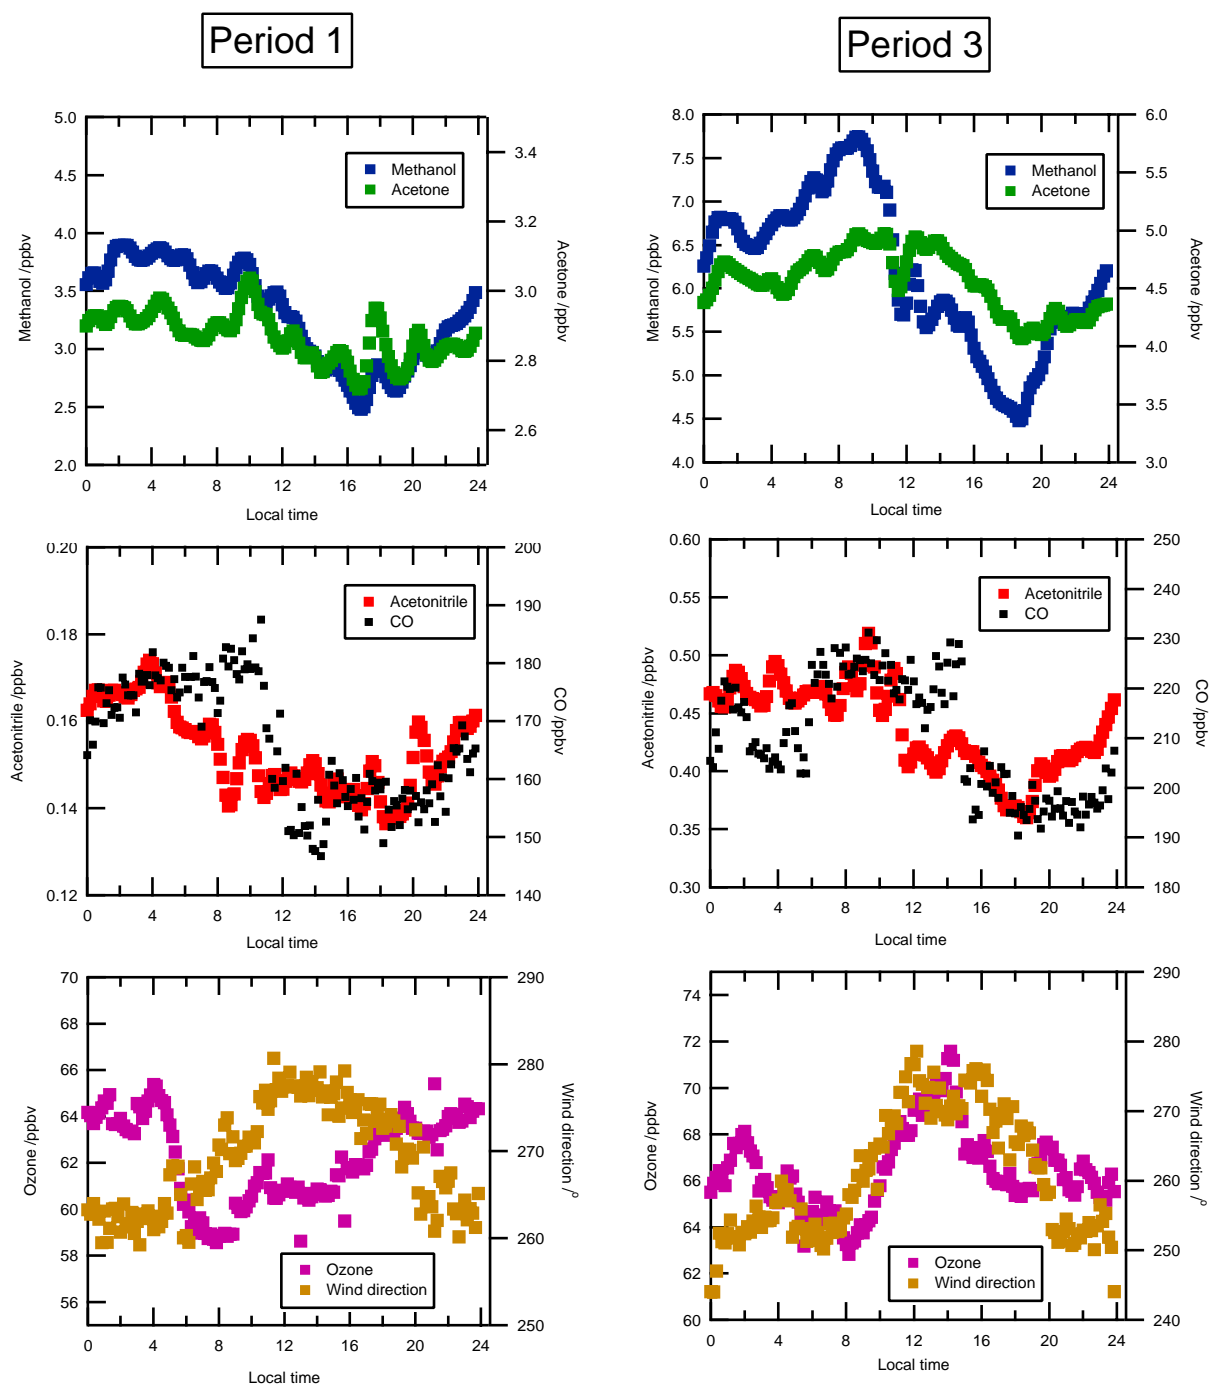 Period 1
Period 3
5.0
4.5
4.0
3.5
3.0
2.5
2.0
Methanol /ppbv
3.4
3.2
3.0
2.8
2.6
Acetone /ppbv
Methanol
Acetone
0 4 8 12 16 20 24
Local time
8.0
7.5
7.0
6.5
6.0
5.5
5.0
4.5
4.0
Methanol /ppbv
6.0
5.5
5.0
4.5
4.0
3.5
3.0
Acetone /ppbv
Methanol
Acetone
0 4 8 12 16 20 24
Local time
0.20
0.18
0.16
0.14
0.12
Acetonitrile /ppbv
200
190
180
170
160
150
140
CO /ppbv
Acetonitrile
CO
0 4 8 12 16 20 24
Local time
0.60
0.55
0.50
0.45
0.40
0.35
0.30
Acetonitrile /ppbv
250
240
230
220
210
200
190
180
CO /ppbv
Acetonitrile
CO
0 4 8 12 16 20 24
Local time
70
68
66
64
62
60
58
56
Ozone /ppbv
290
280
270
260
250
Wind direction /º
Ozone
Wind direction
0 4 8 12 16 20 24
Local time
74
72
70
68
66
64
62
60
Ozone /ppbv
290
280
270
260
250
240
Wind direction /º
Ozone
Wind direction
0 4 8 12 16 20 24
Local time